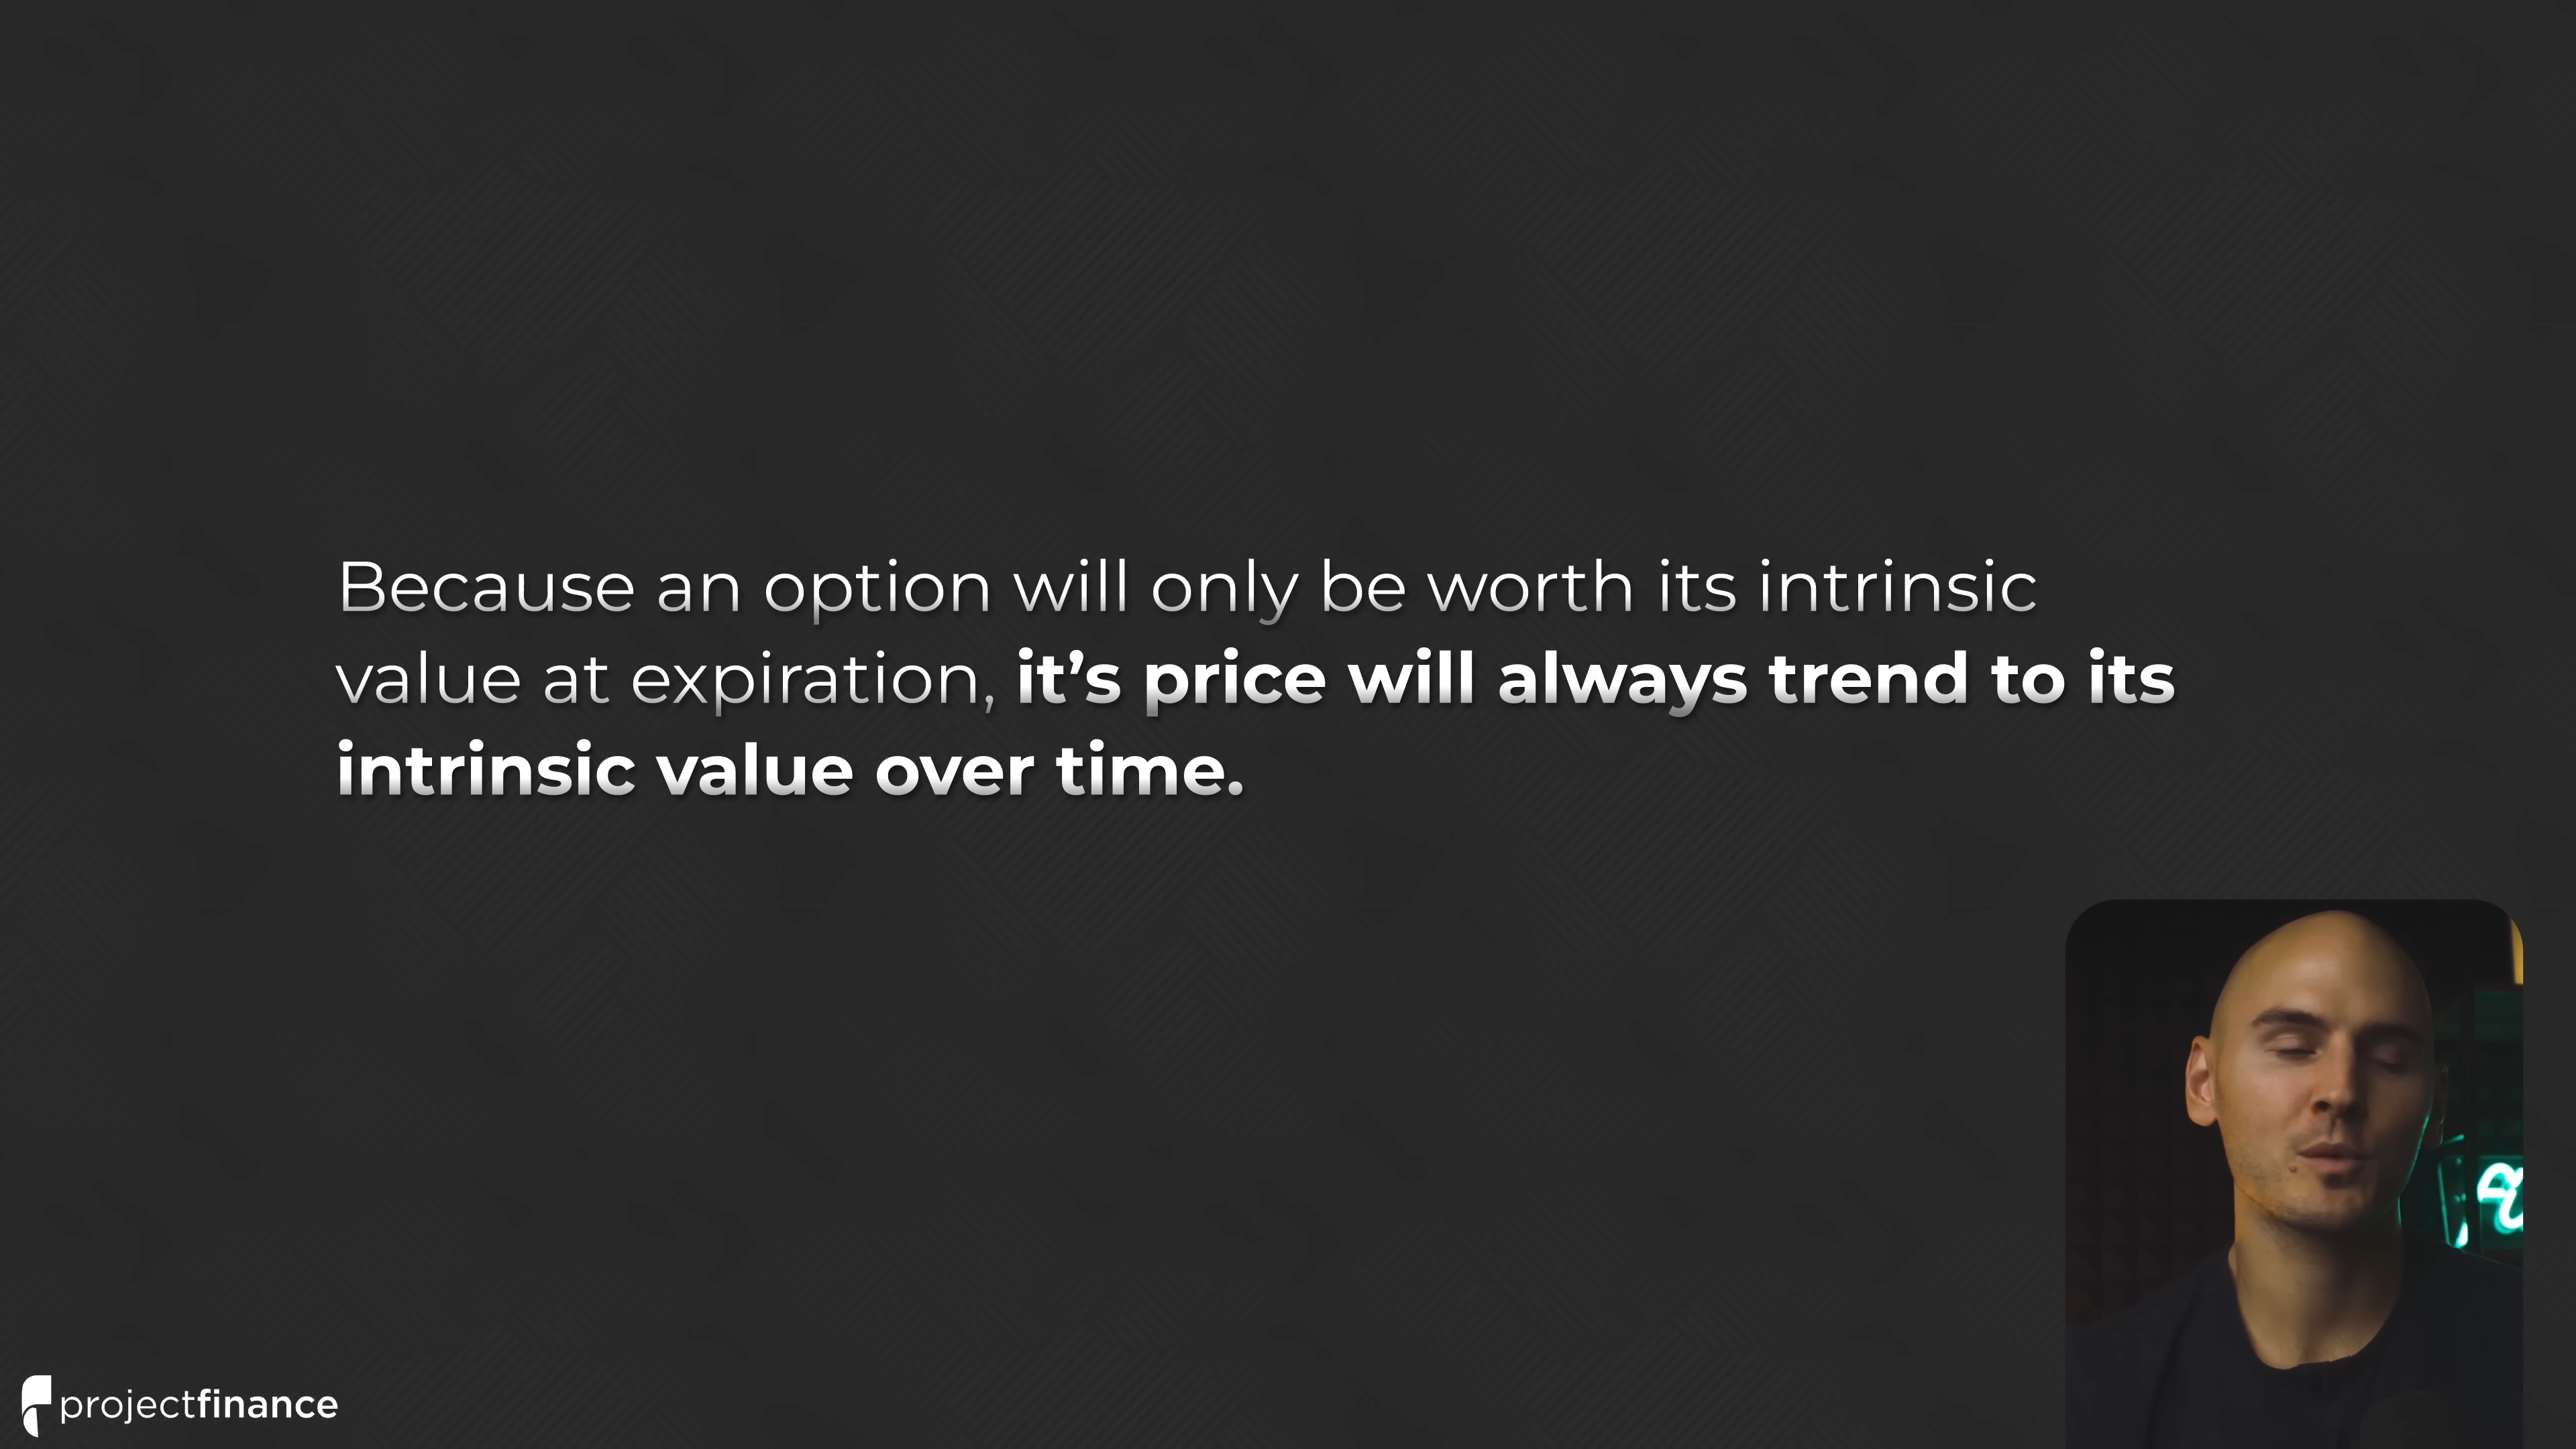 Because an option will only be worth its intrinsic
value at expiration, it’s price will always trend to its
intrinsic value over time.
projectfinance